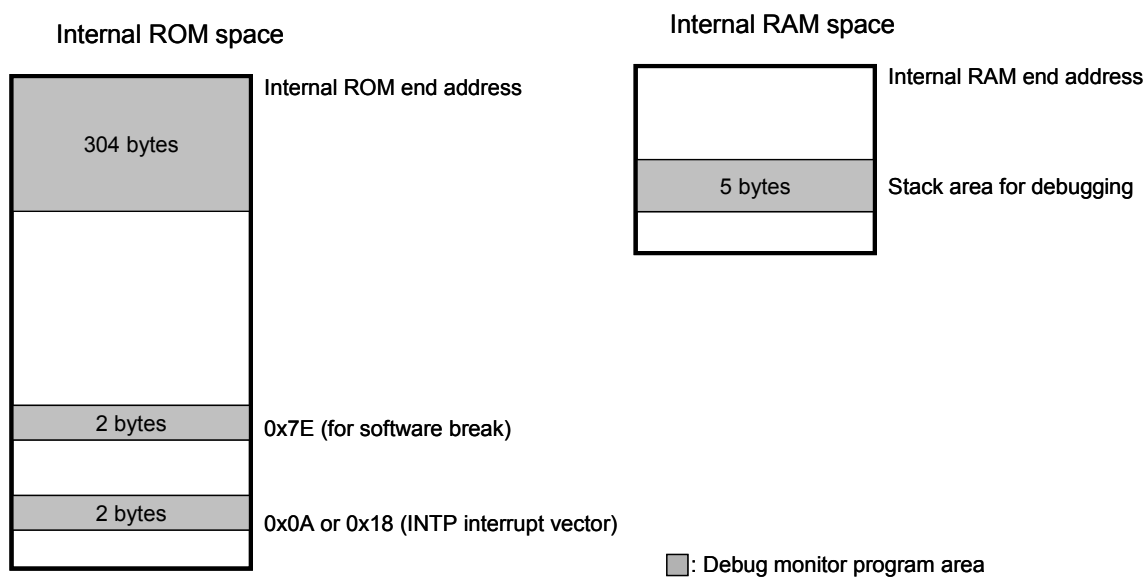 Internal ROM space
Internal ROM end address
304 bytes
2 bytes
0x7E (for software break)
2 bytes
0x0A or 0x18 (INTP interrupt vector)
Internal RAM space
Internal RAM end address
5 bytes
Stack area for debugging
: Debug monitor program area